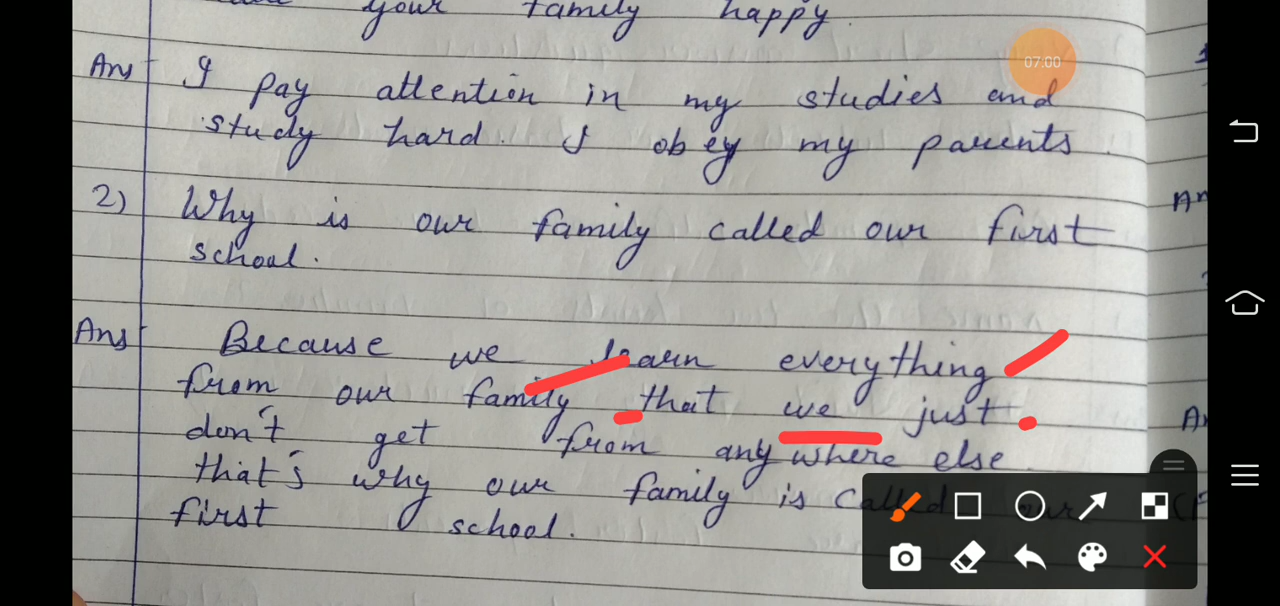 your family happy.
07:00
Ans I pay attention in my studies and
study hard. I obey my parents.
2) Why is our family called our first
school.
Ans Because we learn everything
from our family that we just
don't get from anywhere else
that's why our family is called our
first school.